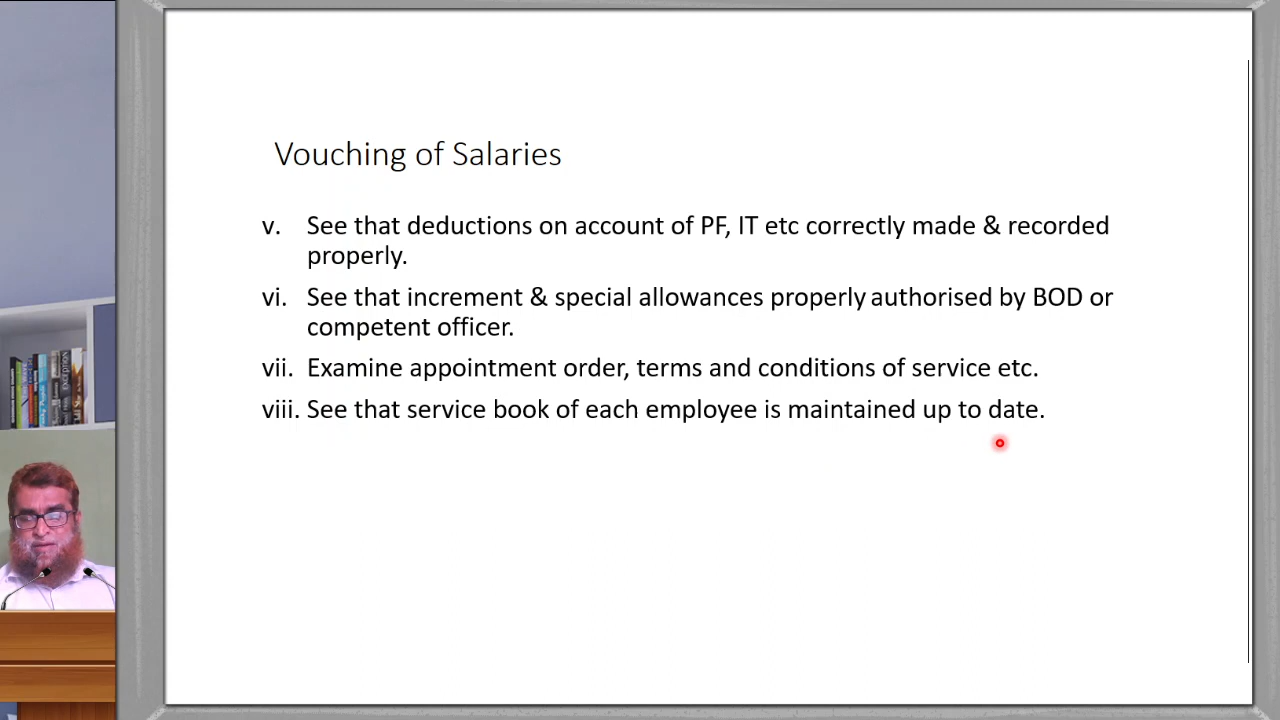 Vouching of Salaries
v. See that deductions on account of PF, IT etc correctly made & recorded
properly.
vi. See that increment & special allowances properly authorised by BOD or
competent officer.
vii. Examine appointment order, terms and conditions of service etc.
viii. See that service book of each employee is maintained up to date.